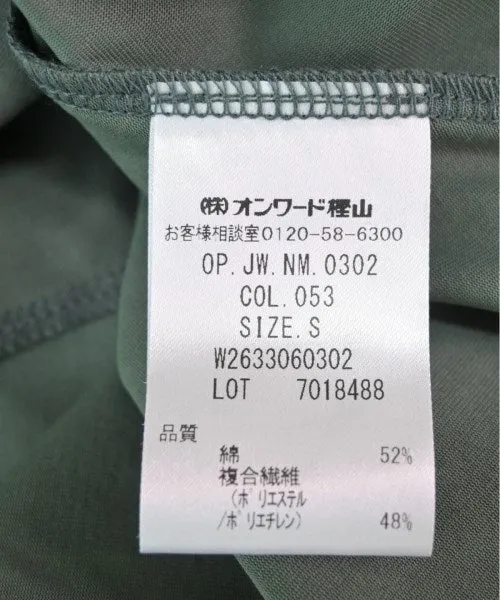 ㈱オンワード樫山
お客様相談室0120-58-6300
OP.JW.NM.0302
COL.053
SIZE.S
W2633060302
LOT 7018488
品質
綿 52%
複合繊維
(ポリエステル
/ポリエチレン) 48%